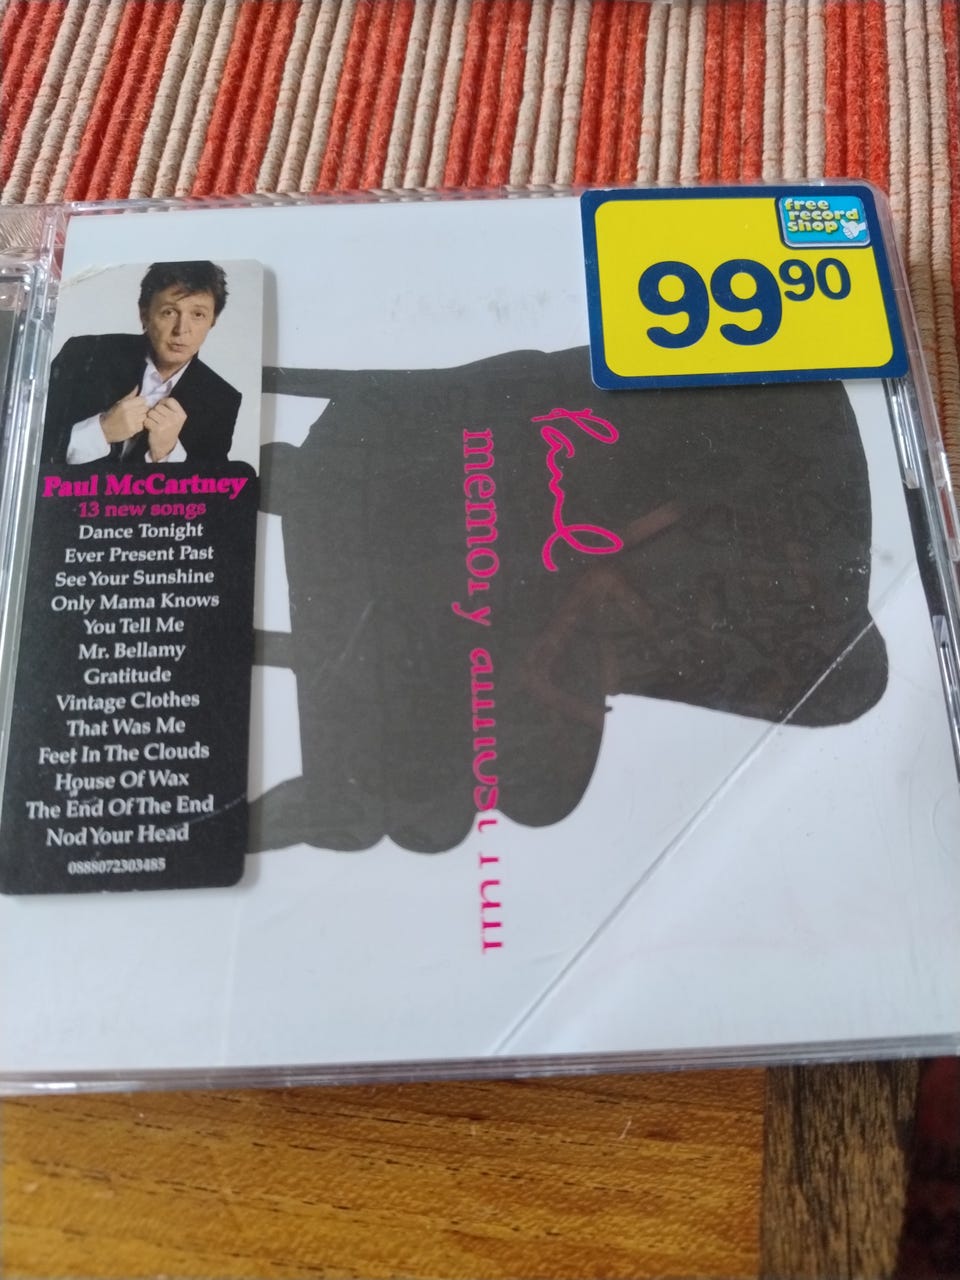 free
record
shop
99 90
paul
memory almost full
Paul McCartney
13 new songs
Dance Tonight
Ever Present Past
See Your Sunshine
Only Mama Knows
You Tell Me
Mr. Bellamy
Gratitude
Vintage Clothes
That Was Me
Feet In The Clouds
House Of Wax
The End Of The End
Nod Your Head
0888072303485